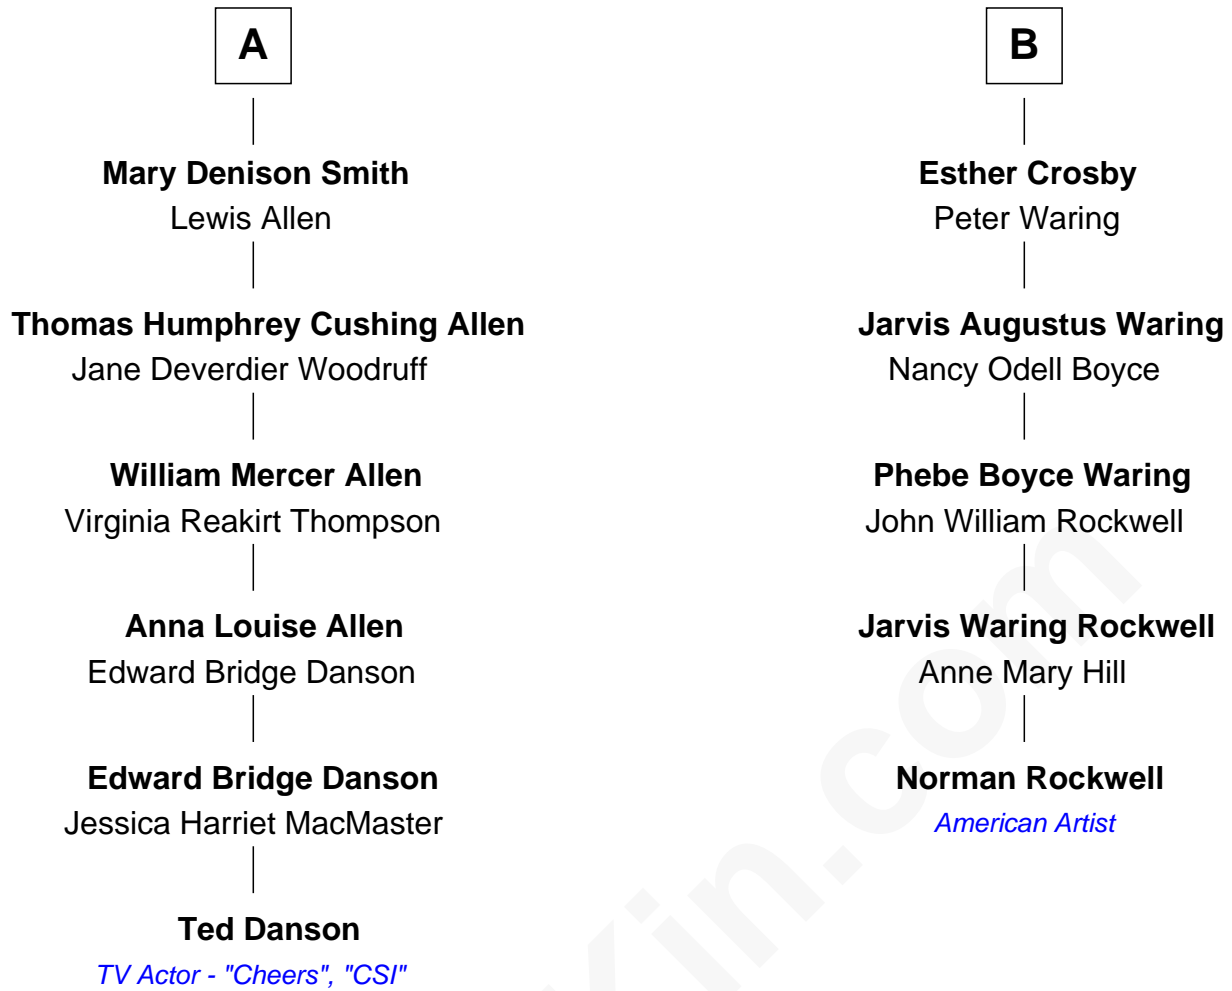 A
Mary Denison Smith
Lewis Allen
Thomas Humphrey Cushing Allen
Jane Deverdier Woodruff
William Mercer Allen
Virginia Reakirt Thompson
Anna Louise Allen
Edward Bridge Danson
Edward Bridge Danson
Jessica Harriet MacMaster
Ted Danson
TV Actor - "Cheers", "CSI"
B
Esther Crosby
Peter Waring
Jarvis Augustus Waring
Nancy Odell Boyce
Phebe Boyce Waring
John William Rockwell
Jarvis Waring Rockwell
Anne Mary Hill
Norman Rockwell
American Artist
kin.com